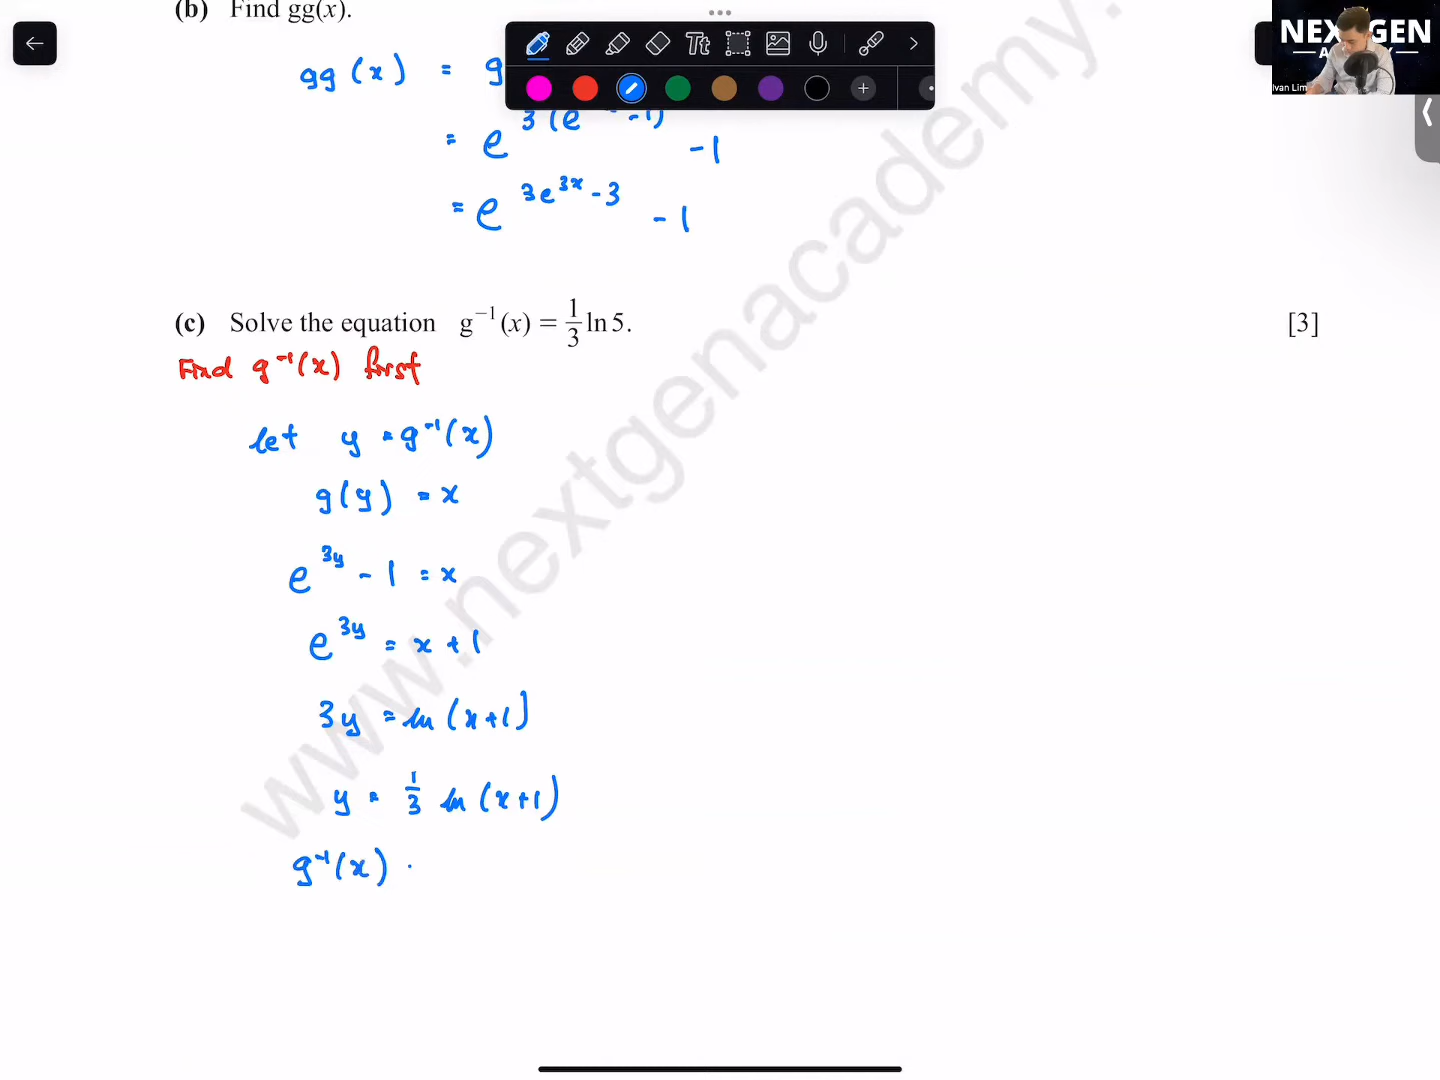 (b) Find gg(x).
NEXTGEN
Ivan Lim
Tt
gg(x) = g
= e^{3(e -1)} -1
= e^{3e^{3x} - 3} -1
(c) Solve the equation g⁻¹(x) = 1/3 ln 5. [3]
Find g⁻¹(x) first
let y = g⁻¹(x)
g(y) = x
e^{3y} - 1 = x
e^{3y} = x + 1
3y = ln(x+1)
y = 1/3 ln(x+1)
g⁻¹(x)
www.nextgenacademy.